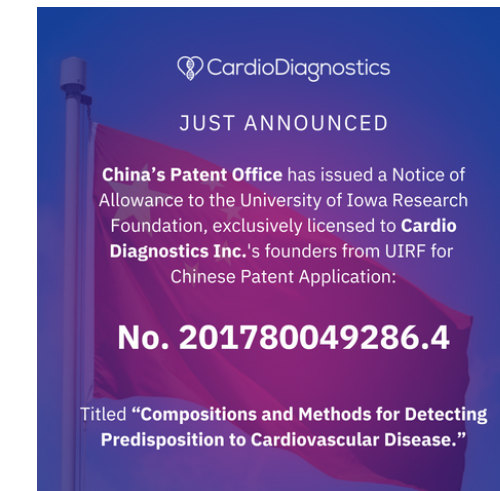 CardioDiagnostics
JUST ANNOUNCED
China's Patent Office has issued a Notice of
Allowance to the University of Iowa Research
Foundation, exclusively licensed to Cardio
Diagnostics Inc.'s founders from UIRF for
Chinese Patent Application:
No. 201780049286.4
Titled “Compositions and Methods for Detecting
Predisposition to Cardiovascular Disease.”